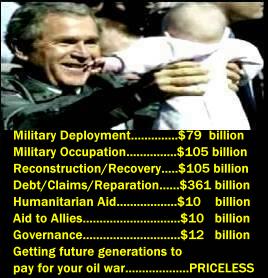 Military Deployment..............$79 billion
Military Occupation...............$105 billion
Reconstruction/Recovery.....$105 billion
Debt/Claims/Reparation......$361 billion
Humanitarian Aid..................$10 billion
Aid to Allies.............................$10 billion
Governance.............................$12 billion
Getting future generations to
pay for your oil war...................PRICELESS